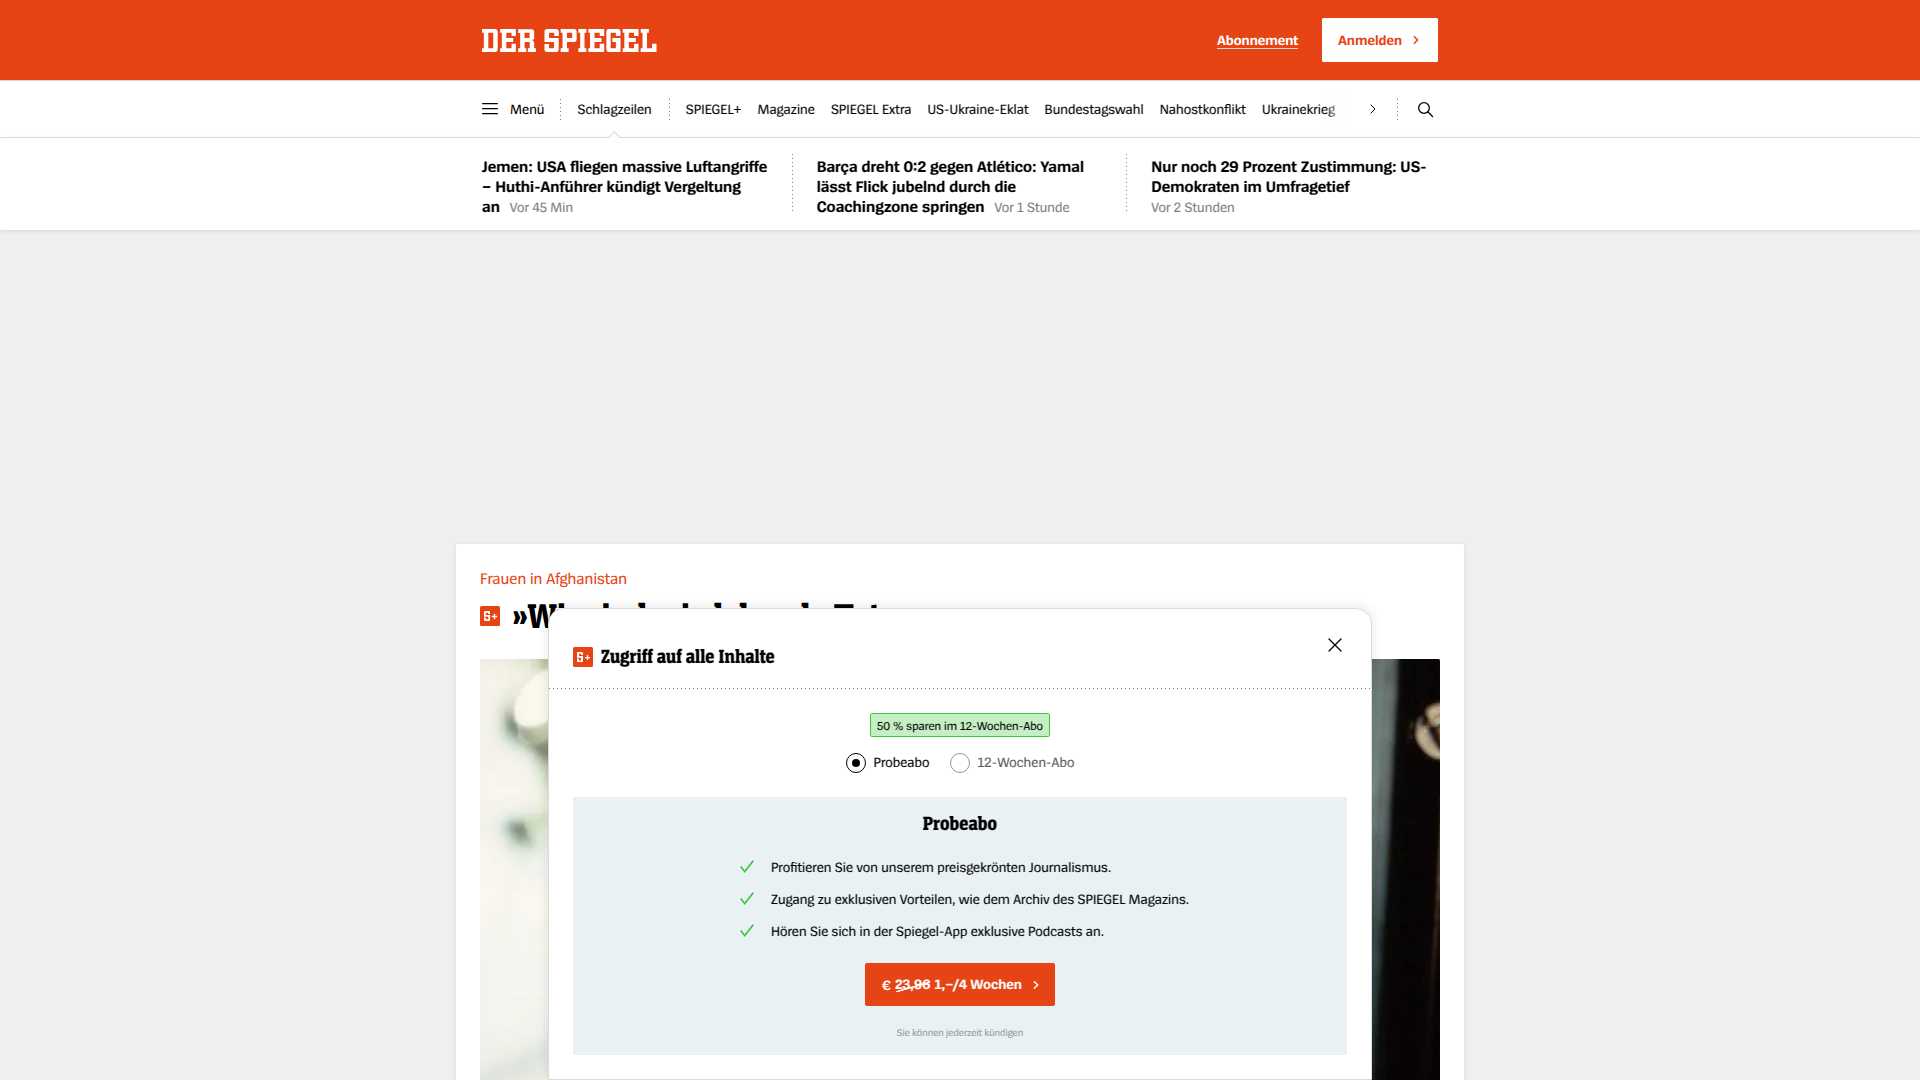 DER SPIEGEL
Abonnement
Anmelden
Menü
Schlagzeilen
SPIEGEL+
Magazine
SPIEGEL Extra
US-Ukraine-Eklat
Bundestagswahl
Nahostkonflikt
Ukrainekrieg
Jemen: USA fliegen massive Luftangriffe
– Huthi-Anführer kündigt Vergeltung
an Vor 45 Min
Barça dreht 0:2 gegen Atlético: Yamal
lässt Flick jubelnd durch die
Coachingzone springen Vor 1 Stunde
Nur noch 29 Prozent Zustimmung: US-
Demokraten im Umfragetief
Vor 2 Stunden
Frauen in Afghanistan
Zugriff auf alle Inhalte
50 % sparen im 12-Wochen-Abo
Probeabo
12-Wochen-Abo
Probeabo
Profitieren Sie von unserem preisgekrönten Journalismus.
Zugang zu exklusiven Vorteilen, wie dem Archiv des SPIEGEL Magazins.
Hören Sie sich in der Spiegel-App exklusive Podcasts an.
€ 23,96 1,–/4 Wochen
Sie können jederzeit kündigen